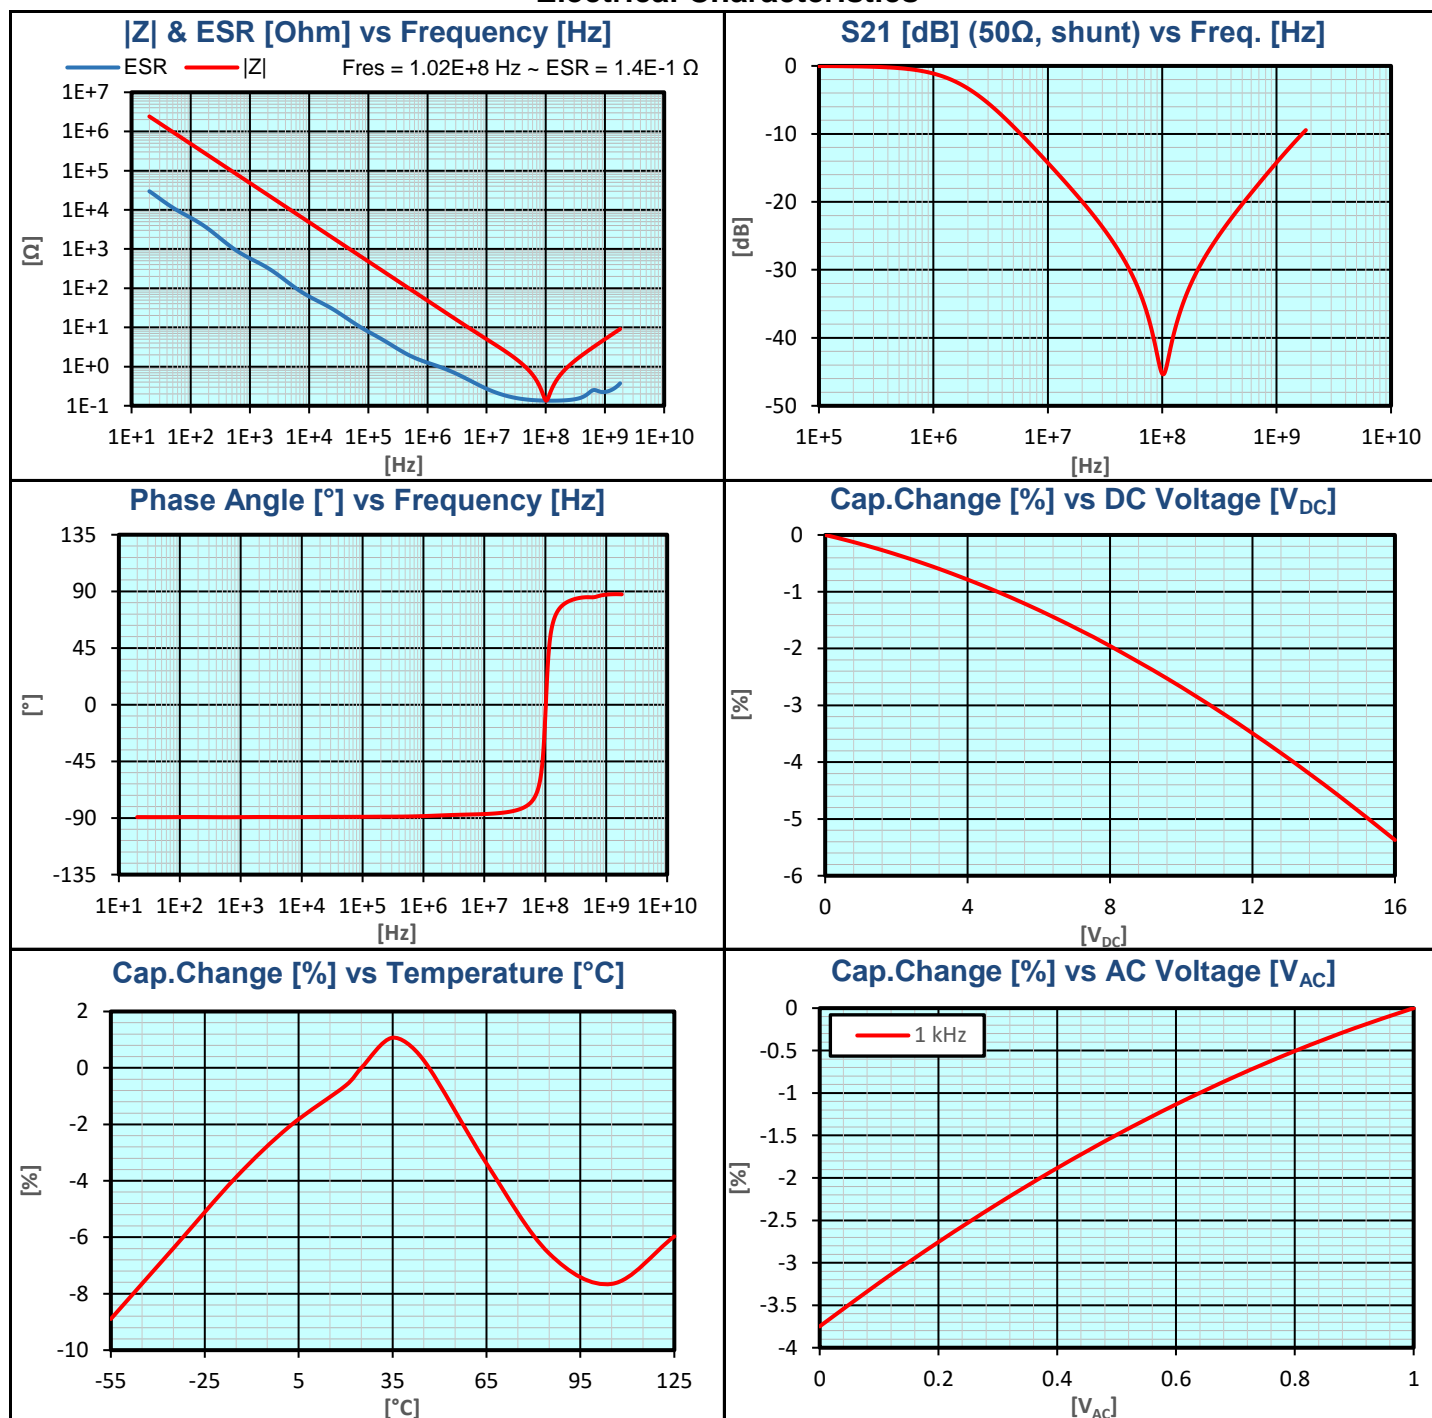 Electrical Characteristics
|Z| & ESR [Ohm] vs Frequency [Hz]
ESR
|Z|
Fres = 1.02E+8 Hz ~ ESR = 1.4E-1 Ω
1E+7
1E+6
1E+5
1E+4
1E+3
1E+2
1E+1
1E+0
1E-1
[Ω]
1E+1 1E+2 1E+3 1E+4 1E+5 1E+6 1E+7 1E+8 1E+9 1E+10
[Hz]
S21 [dB] (50Ω, shunt) vs Freq. [Hz]
0
-10
-20
-30
-40
-50
[dB]
1E+5 1E+6 1E+7 1E+8 1E+9 1E+10
[Hz]
Phase Angle [°] vs Frequency [Hz]
135
90
45
0
-45
-90
-135
[°]
1E+1 1E+2 1E+3 1E+4 1E+5 1E+6 1E+7 1E+8 1E+9 1E+10
[Hz]
Cap.Change [%] vs DC Voltage [VDC]
0
-1
-2
-3
-4
-5
-6
[%]
0 4 8 12 16
[VDC]
Cap.Change [%] vs Temperature [°C]
2
0
-2
-4
-6
-8
-10
[%]
-55 -25 5 35 65 95 125
[°C]
Cap.Change [%] vs AC Voltage [VAC]
1 kHz
0
-0.5
-1
-1.5
-2
-2.5
-3
-3.5
-4
[%]
0 0.2 0.4 0.6 0.8 1
[VAC]